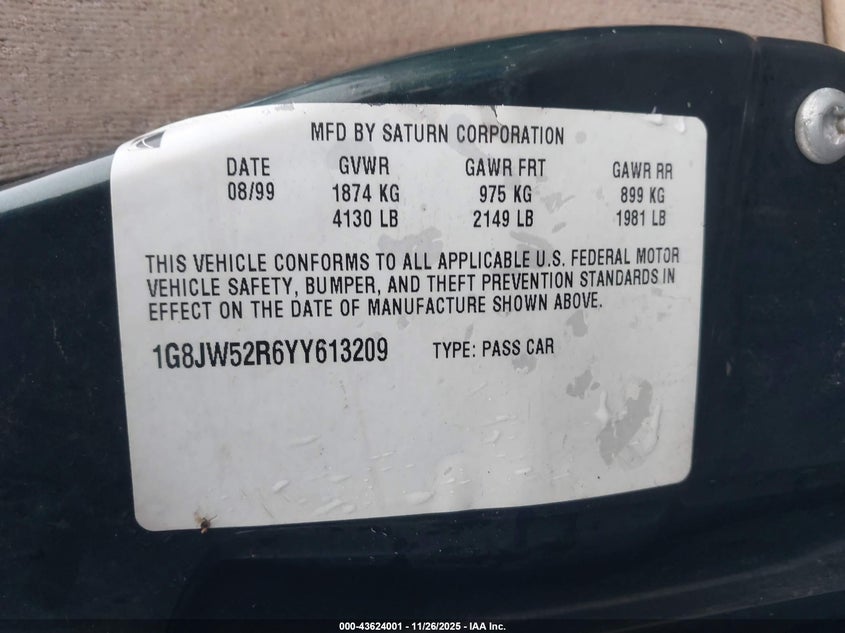 MFD BY SATURN CORPORATION
DATE GVWR GAWR FRT GAWR RR
08/99 1874 KG 975 KG 899 KG
4130 LB 2149 LB 1981 LB
THIS VEHICLE CONFORMS TO ALL APPLICABLE U.S. FEDERAL MOTOR
VEHICLE SAFETY, BUMPER, AND THEFT PREVENTION STANDARDS IN
EFFECT ON THE DATE OF MANUFACTURE SHOWN ABOVE.
1G8JW52R6YY613209 TYPE: PASS CAR
000-43624001 — 11/26/2025 — IAA Inc.